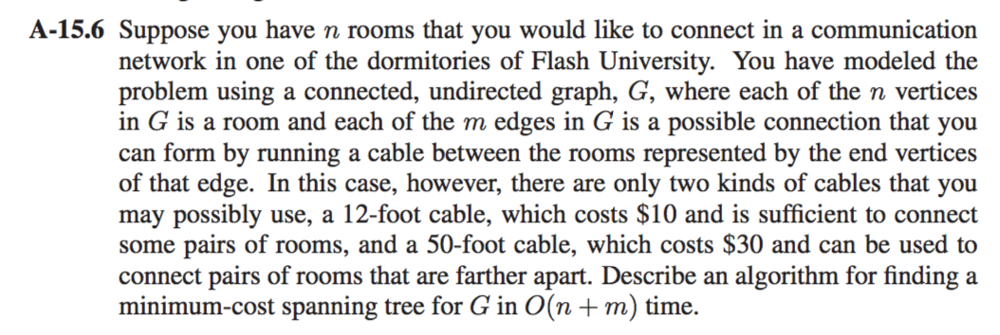 A-15.6 Suppose you have n rooms that you would like to connect in a communication
network in one of the dormitories of Flash University. You have modeled the
problem using a connected, undirected graph, G, where each of the n vertices
in G is a room and each of the m edges in G is a possible connection that you
can form by running a cable between the rooms represented by the end vertices
of that edge. In this case, however, there are only two kinds of cables that you
may possibly use, a 12-foot cable, which costs $10 and is sufficient to connect
some pairs of rooms, and a 50-foot cable, which costs $30 and can be used to
connect pairs of rooms that are farther apart. Describe an algorithm for finding a
minimum-cost spanning tree for G in O(n + m) time.